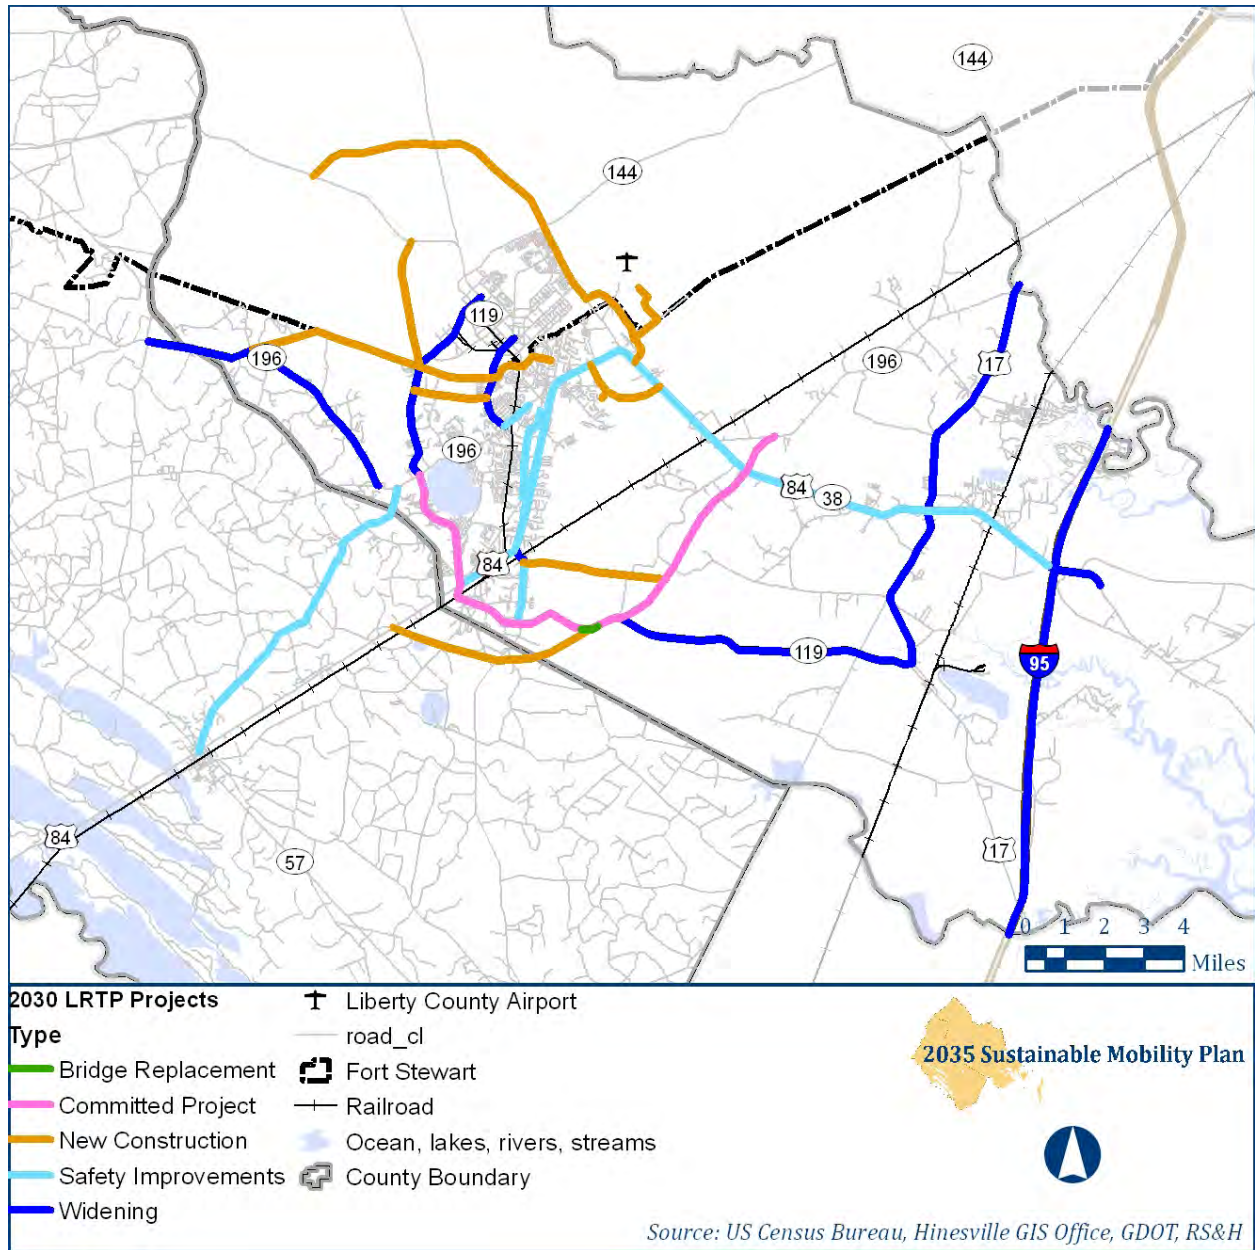 144
144
119
17
196
196
196
84
38
84
119
95
84
57
17
0 1 2 3 4
Miles
2030 LRTP Projects
Type
Bridge Replacement
Committed Project
New Construction
Safety Improvements
Widening
Liberty County Airport
road_cl
Fort Stewart
Railroad
Ocean, lakes, rivers, streams
County Boundary
2035 Sustainable Mobility Plan
Source: US Census Bureau, Hinesville GIS Office, GDOT, RS&H